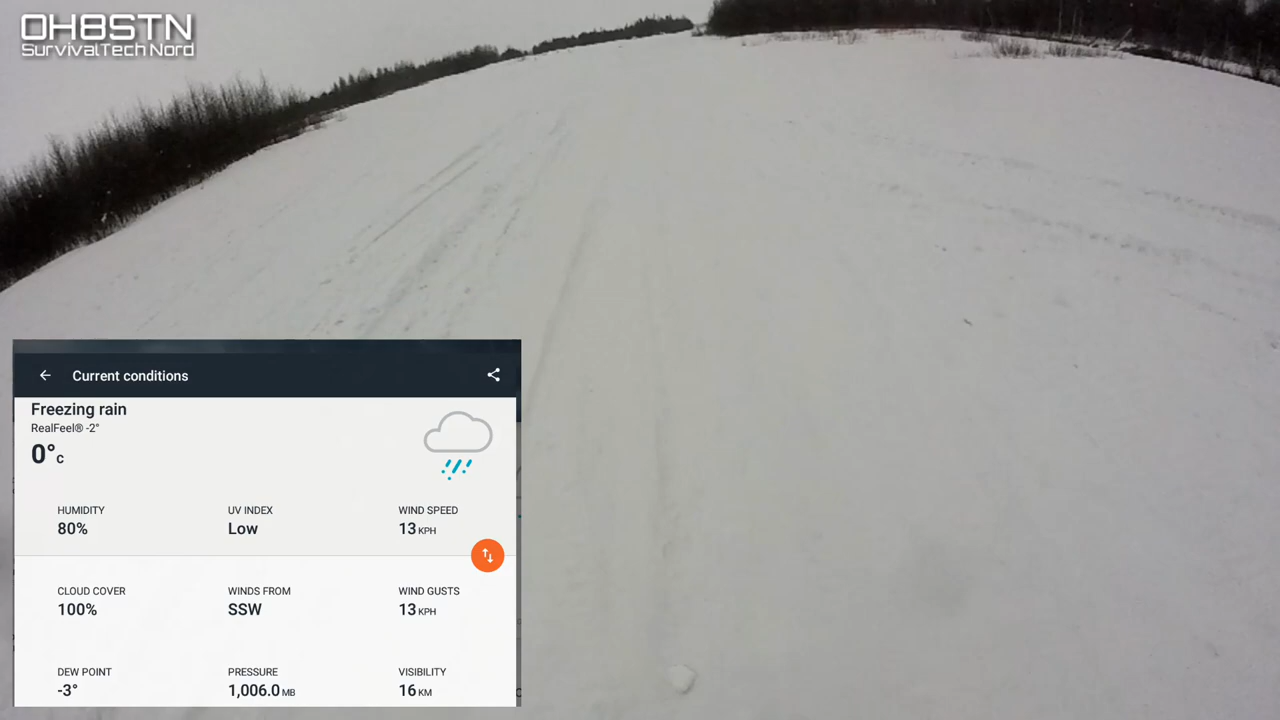 OH8STN
SurvivalTech Nord
Current conditions
Freezing rain
RealFeel® -2°
0°C
HUMIDITY
80%
UV INDEX
Low
WIND SPEED
13 KPH
CLOUD COVER
100%
WINDS FROM
SSW
WIND GUSTS
13 KPH
DEW POINT
-3°
PRESSURE
1,006.0 MB
VISIBILITY
16 KM